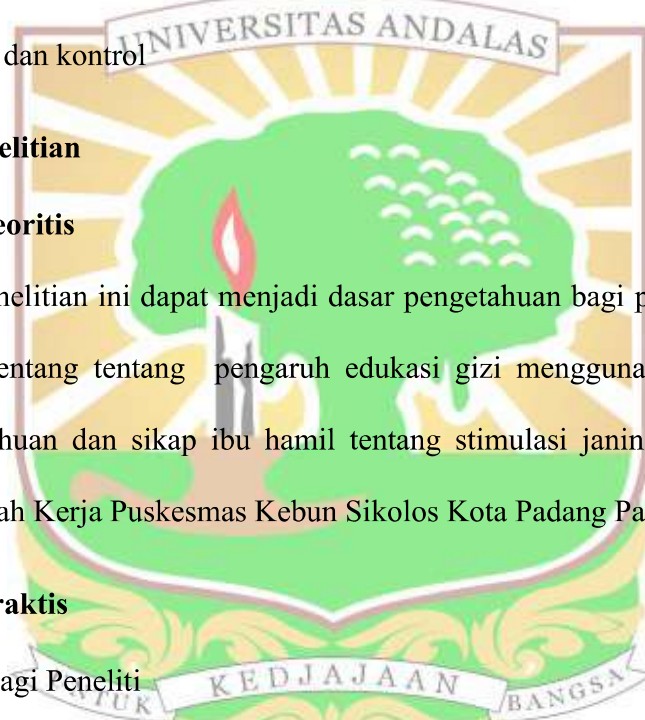 UNIVERSITAS ANDALAS
dan kontrol
elitian
eoritis
nelitian ini dapat menjadi dasar pengetahuan bagi p
entang tentang pengaruh edukasi gizi mengguna
huan dan sikap ibu hamil tentang stimulasi janin
ah Kerja Puskesmas Kebun Sikolos Kota Padang Pa
raktis
agi Peneliti
TUK KEDJAJAAN BANGSA